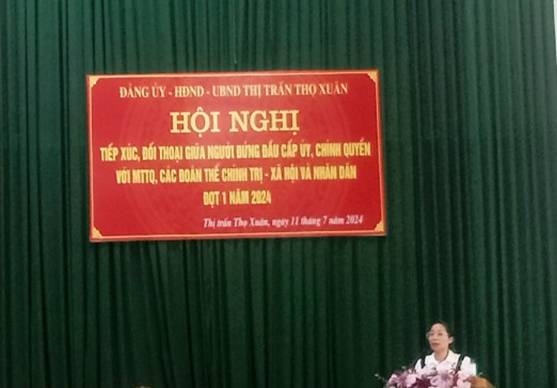 ĐẢNG ỦY - HĐND - UBND THỊ TRẤN THỌ XUÂN
HỘI NGHỊ
TIẾP XÚC, ĐỐI THOẠI GIỮA NGƯỜI ĐỨNG ĐẦU CẤP ỦY, CHÍNH QUYỀN
VỚI MTTQ, CÁC ĐOÀN THỂ CHÍNH TRỊ - XÃ HỘI VÀ NHÂN DÂN
ĐỢT 1 NĂM 2024
Thị trấn Thọ Xuân, ngày 11 tháng 7 năm 2024